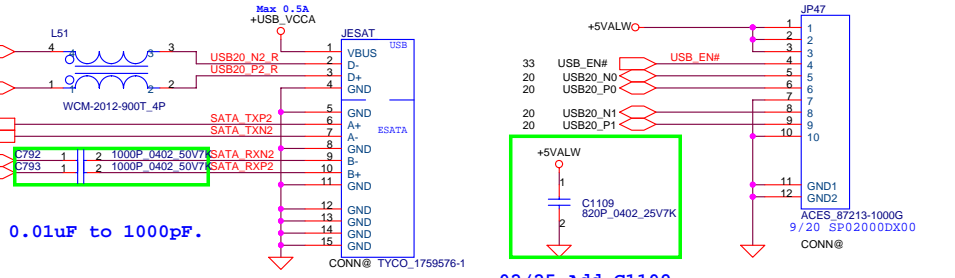 Max 0.5A
+USB_VCCA
L51
JESAT
USB
4
4
3
3
1
VBUS
USB20_N2_R
2
D-
USB20_P2_R
3
D+
4
GND
1
1
2
2
WCM-2012-900T_4P
5
GND
SATA_TXP2
6
A+
ESATA
SATA_TXN2
7
A-
8
GND
C792
1
2
1000P_0402_50V7K
SATA_RXN2
9
B-
C793
1
2
1000P_0402_50V7K
SATA_RXP2
10
B+
11
GND
12
GND
13
GND
14
GND
15
GND
0.01uF to 1000pF.
CONN@
TYCO_1759576-1
JP47
+5VALW
1
1
2
2
3
3
33
USB_EN#
USB_EN#
4
4
20
USB20_N0
5
5
20
USB20_P0
6
6
7
7
20
USB20_N1
8
8
20
USB20_P1
9
9
10
10
+5VALW
1
C1109
820P_0402_25V7K
2
11
GND1
12
GND2
ACES_87213-1000G
9/20 SP02000DX00
CONN@